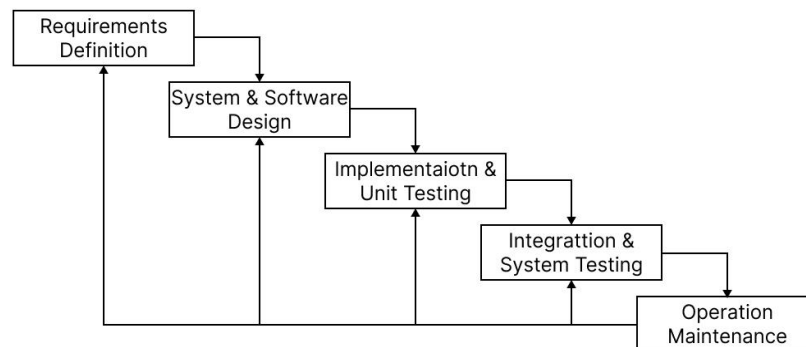 Requirements
Definition
System & Software
Design
Implementaiotn &
Unit Testing
Integrattion &
System Testing
Operation
Maintenance